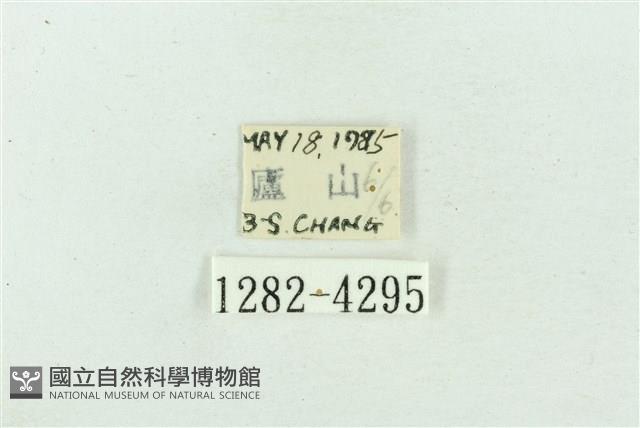 MAY 18, 1985
廬 山 6/6
B-S. CHANG
1282-4295
國立自然科學博物館
NATIONAL MUSEUM OF NATURAL SCIENCE